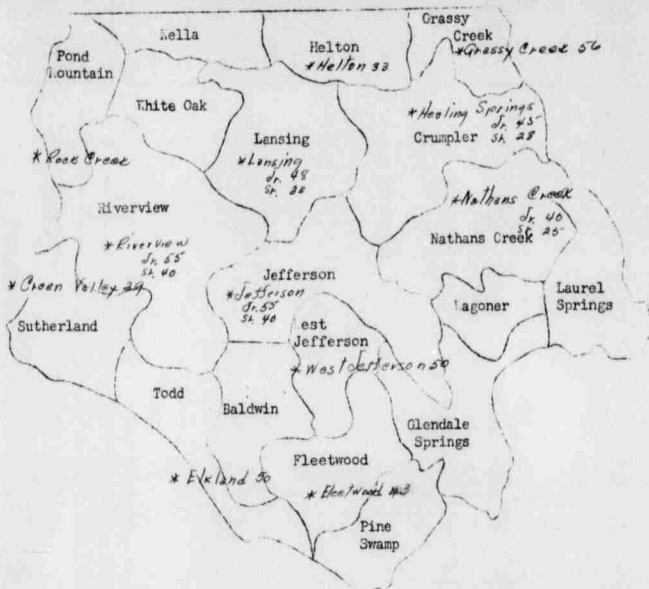 Grassy
Creek
*Grassy Creek 56
Nella
Helton
*Helton 33
Pond
Mountain
White Oak
*Healing Springs
Jr. 45
Sr. 28
Crumpler
Lansing
*Lansing
Jr. 48
Sr. 28
*Rock Creek
*Nathans Creek
Jr. 40
Sr. 25
Nathans Creek
Riverview
*Riverview
Jr. 55
Sr. 40
Jefferson
*Jefferson
Jr. 55
Sr. 40
*Green Valley 29
Sutherland
Wagoner
Laurel
Springs
West
Jefferson
*West Jefferson 50
Todd
Baldwin
Glendale
Springs
Fleetwood
*Elkland 50
*Fleetwood 43
Pine
Swamp